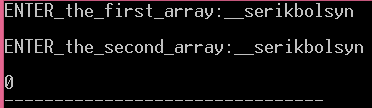 ENTER_the_first_array:__serikbolsyn
ENTER_the_second_array:__serikbolsyn
0
--------------------------------